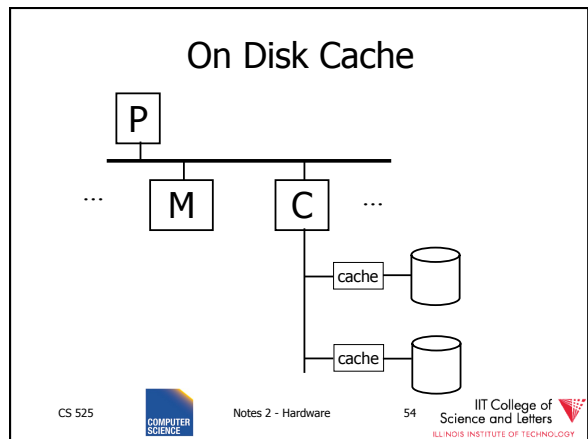 On Disk Cache
P
...
M
C
...
cache
cache
CS 525
COMPUTER
SCIENCE
Notes 2 - Hardware
54
IIT College of
Science and Letters
ILLINOIS INSTITUTE OF TECHNOLOGY